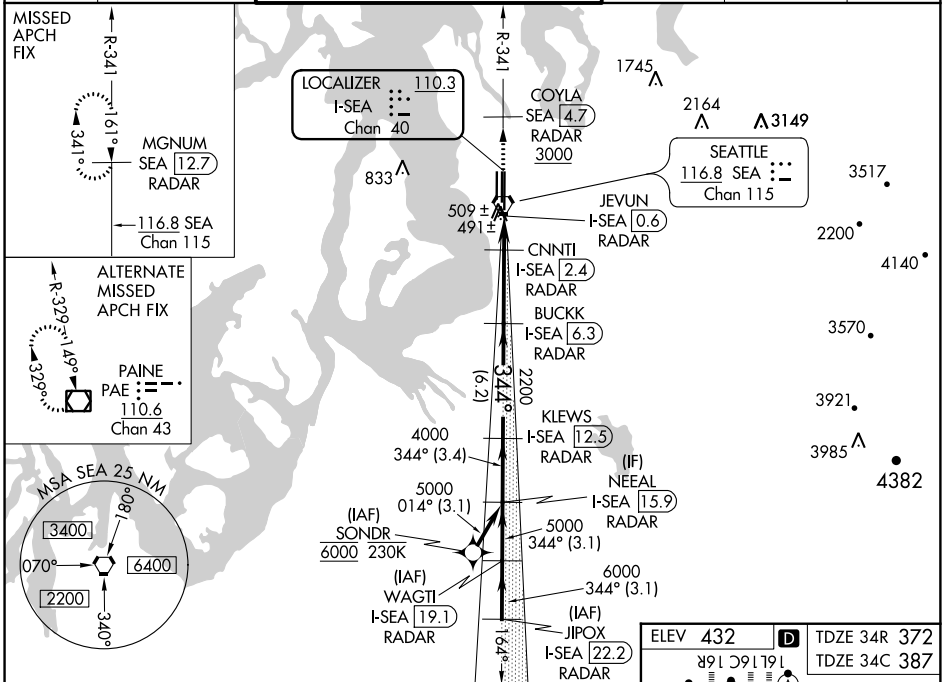 MISSED
APCH
FIX
R-341
341°
161°
MGNUM
SEA 12.7
RADAR
116.8 SEA
Chan 115
ALTERNATE
MISSED
APCH FIX
R-329
149°
329°
PAINE
PAE
110.6
Chan 43
MSA SEA 25 NM
180°
3400
070°
6400
2200
340°
LOCALIZER 110.3
I-SEA
Chan 40
R-341
COYLA
SEA 4.7
RADAR
3000
1745
2164
3149
SEATTLE
116.8 SEA
Chan 115
833
509 ±
491±
JEVUN
I-SEA 0.6
RADAR
CNNTI
I-SEA 2.4
RADAR
BUCKK
I-SEA 6.3
RADAR
3517
2200
4140
3570
3921
3985
4382
344°
2200
(6.2)
KLEWS
I-SEA 12.5
RADAR
4000
344° (3.4)
(IF)
NEEAL
I-SEA 15.9
RADAR
5000
014° (3.1)
(IAF)
SONDR
6000 230K
5000
344° (3.1)
(IAF)
WAGTI
I-SEA 19.1
RADAR
6000
344° (3.1)
(IAF)
JIPOX
I-SEA 22.2
RADAR
164°
ELEV 432 D
TDZE 34R 372
TDZE 34C 387
16R 16C 16L